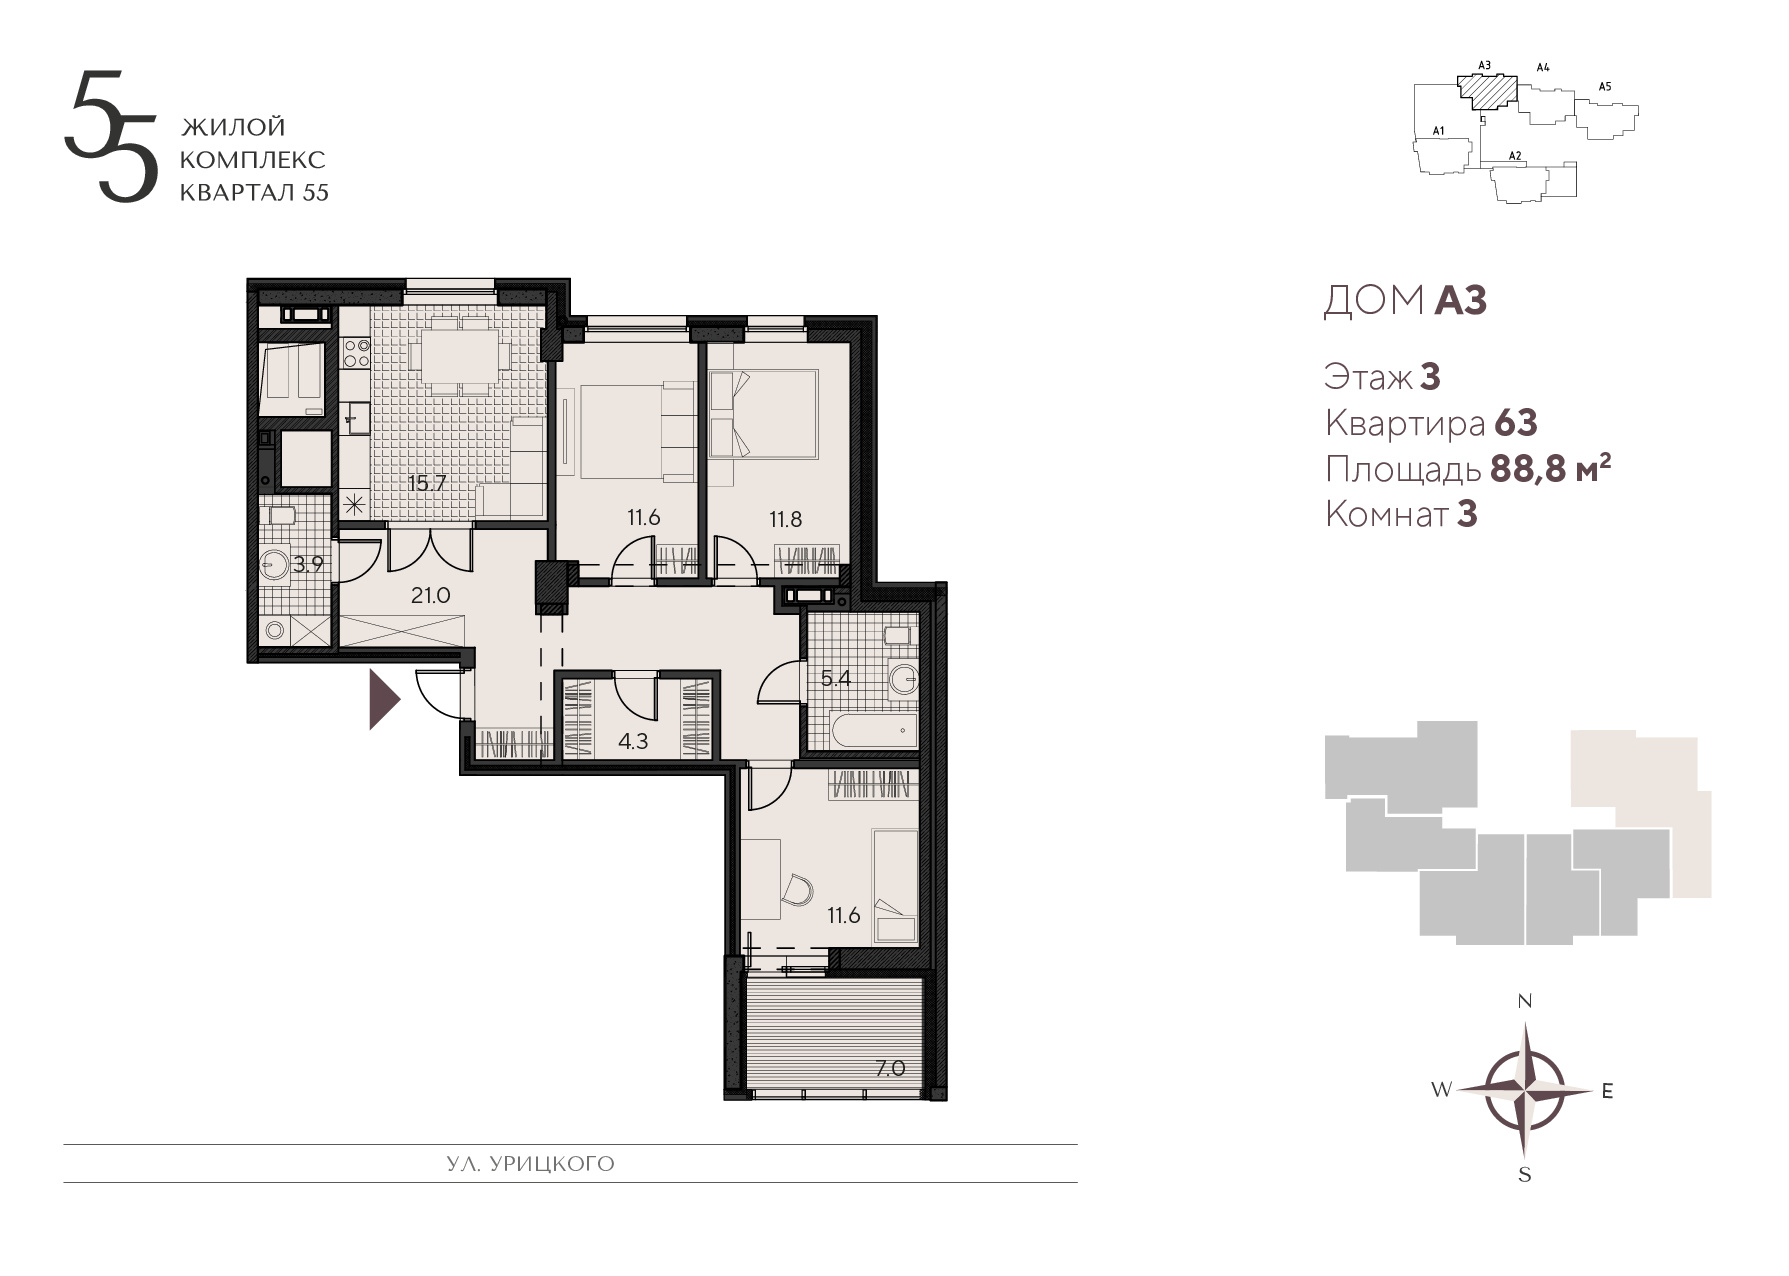 55
ЖИЛОЙ
КОМПЛЕКС
КВАРТАЛ 55
A3
A4
A5
A1
A2
ДОМ А3
Этаж 3
Квартира 63
Площадь 88,8 м²
Комнат 3
15.7
11.6
11.8
3.9
21.0
5.4
4.3
11.6
7.0
УЛ. УРИЦКОГО
N
W
E
S